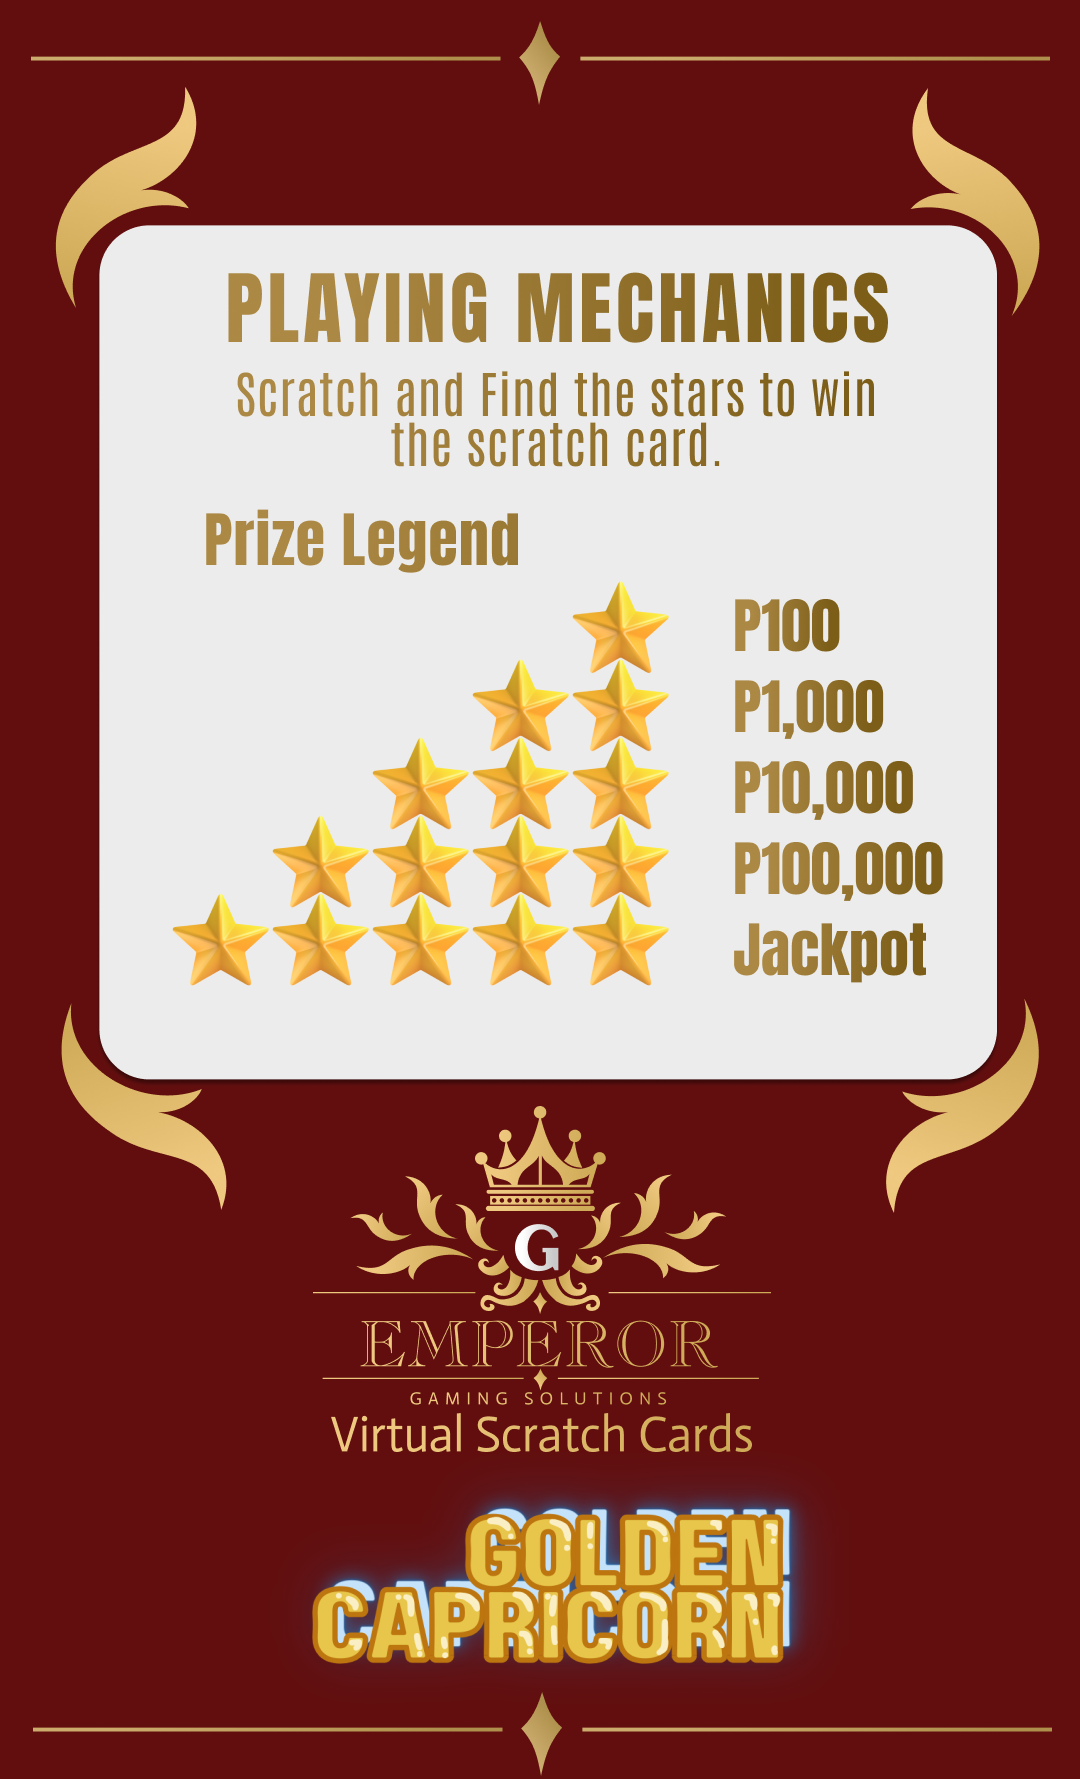 PLAYING MECHANICS
Scratch and Find the stars to win
the scratch card.
Prize Legend
P100
P1,000
P10,000
P100,000
Jackpot
G
EMPEROR
GAMING SOLUTIONS
Virtual Scratch Cards
GOLDEN
CAPRICORN